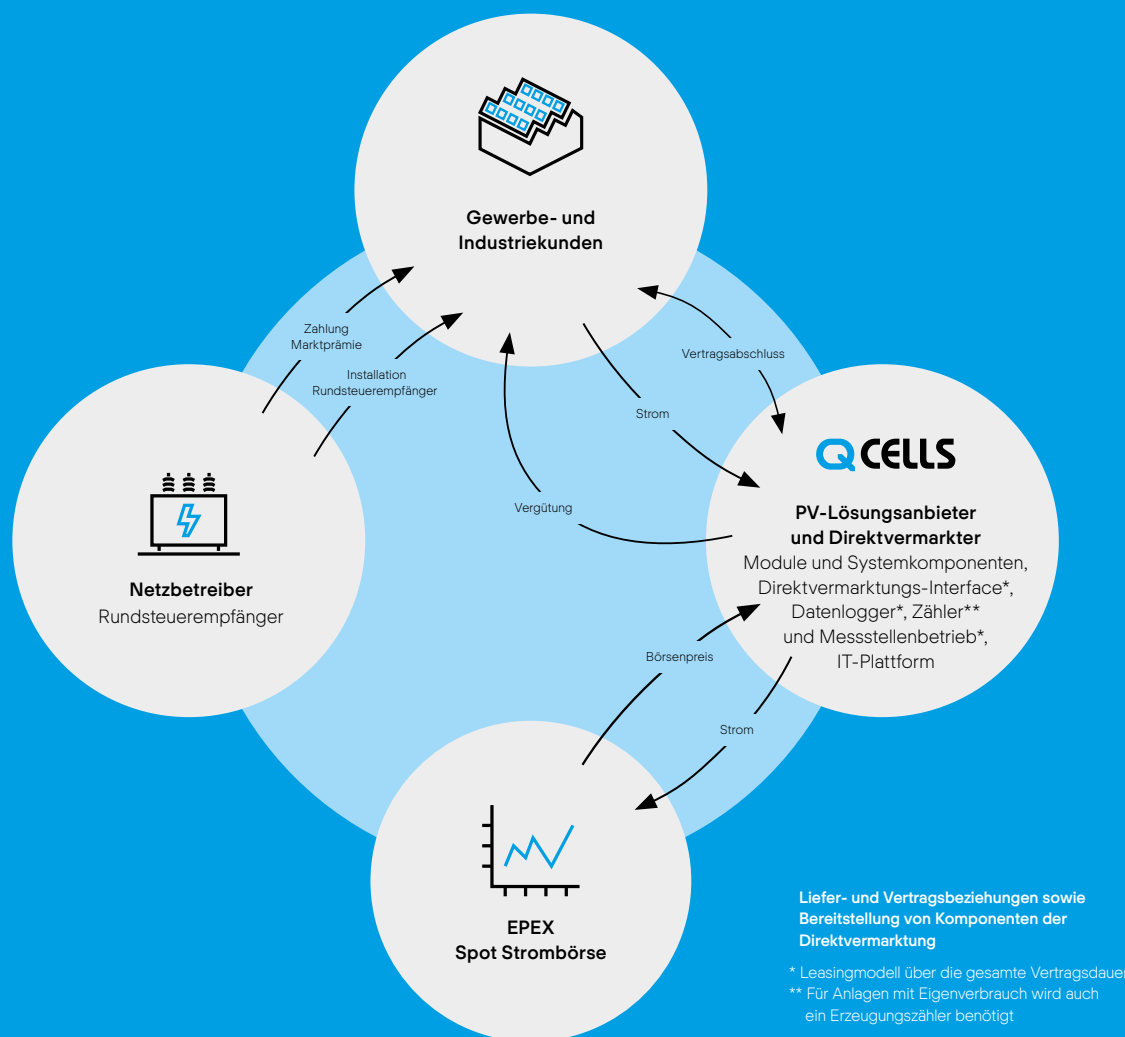 Gewerbe- und
Industriekunden
Zahlung
Marktprämie
Installation
Rundsteuerempfänger
Vertragsabschluss
Strom
Vergütung
Netzbetreiber
Rundsteuerempfänger
Q CELLS
PV-Lösungsanbieter
und Direktvermarkter
Module und Systemkomponenten,
Direktvermarktungs-Interface*,
Datenlogger*, Zähler**
und Messstellenbetrieb*,
IT-Plattform
Börsenpreis
Strom
EPEX
Spot Strombörse
Liefer- und Vertragsbeziehungen sowie
Bereitstellung von Komponenten der
Direktvermarktung
* Leasingmodell über die gesamte Vertragsdauer
** Für Anlagen mit Eigenverbrauch wird auch
ein Erzeugungszähler benötigt